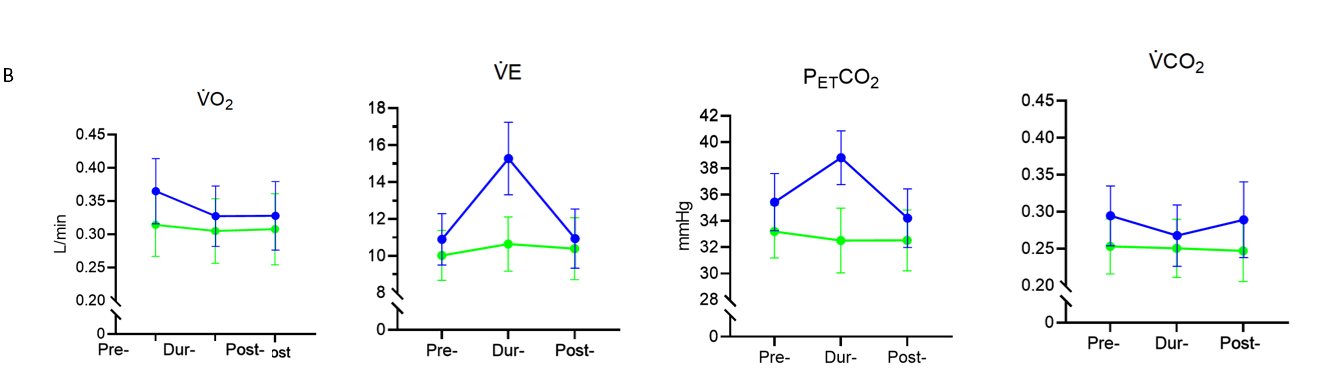 B
V̇O₂
0.45
0.40
0.35
0.30
0.25
0.20
0
L/min
Pre- Dur- Post- ost
V̇E
18
16
14
12
10
8
0
Pre- Dur- Post-
PETCO₂
42
40
38
36
34
32
30
28
0
mmHg
Pre- Dur- Post-
V̇CO₂
0.45
0.40
0.35
0.30
0.25
0.20
0
Pre- Dur- Post-